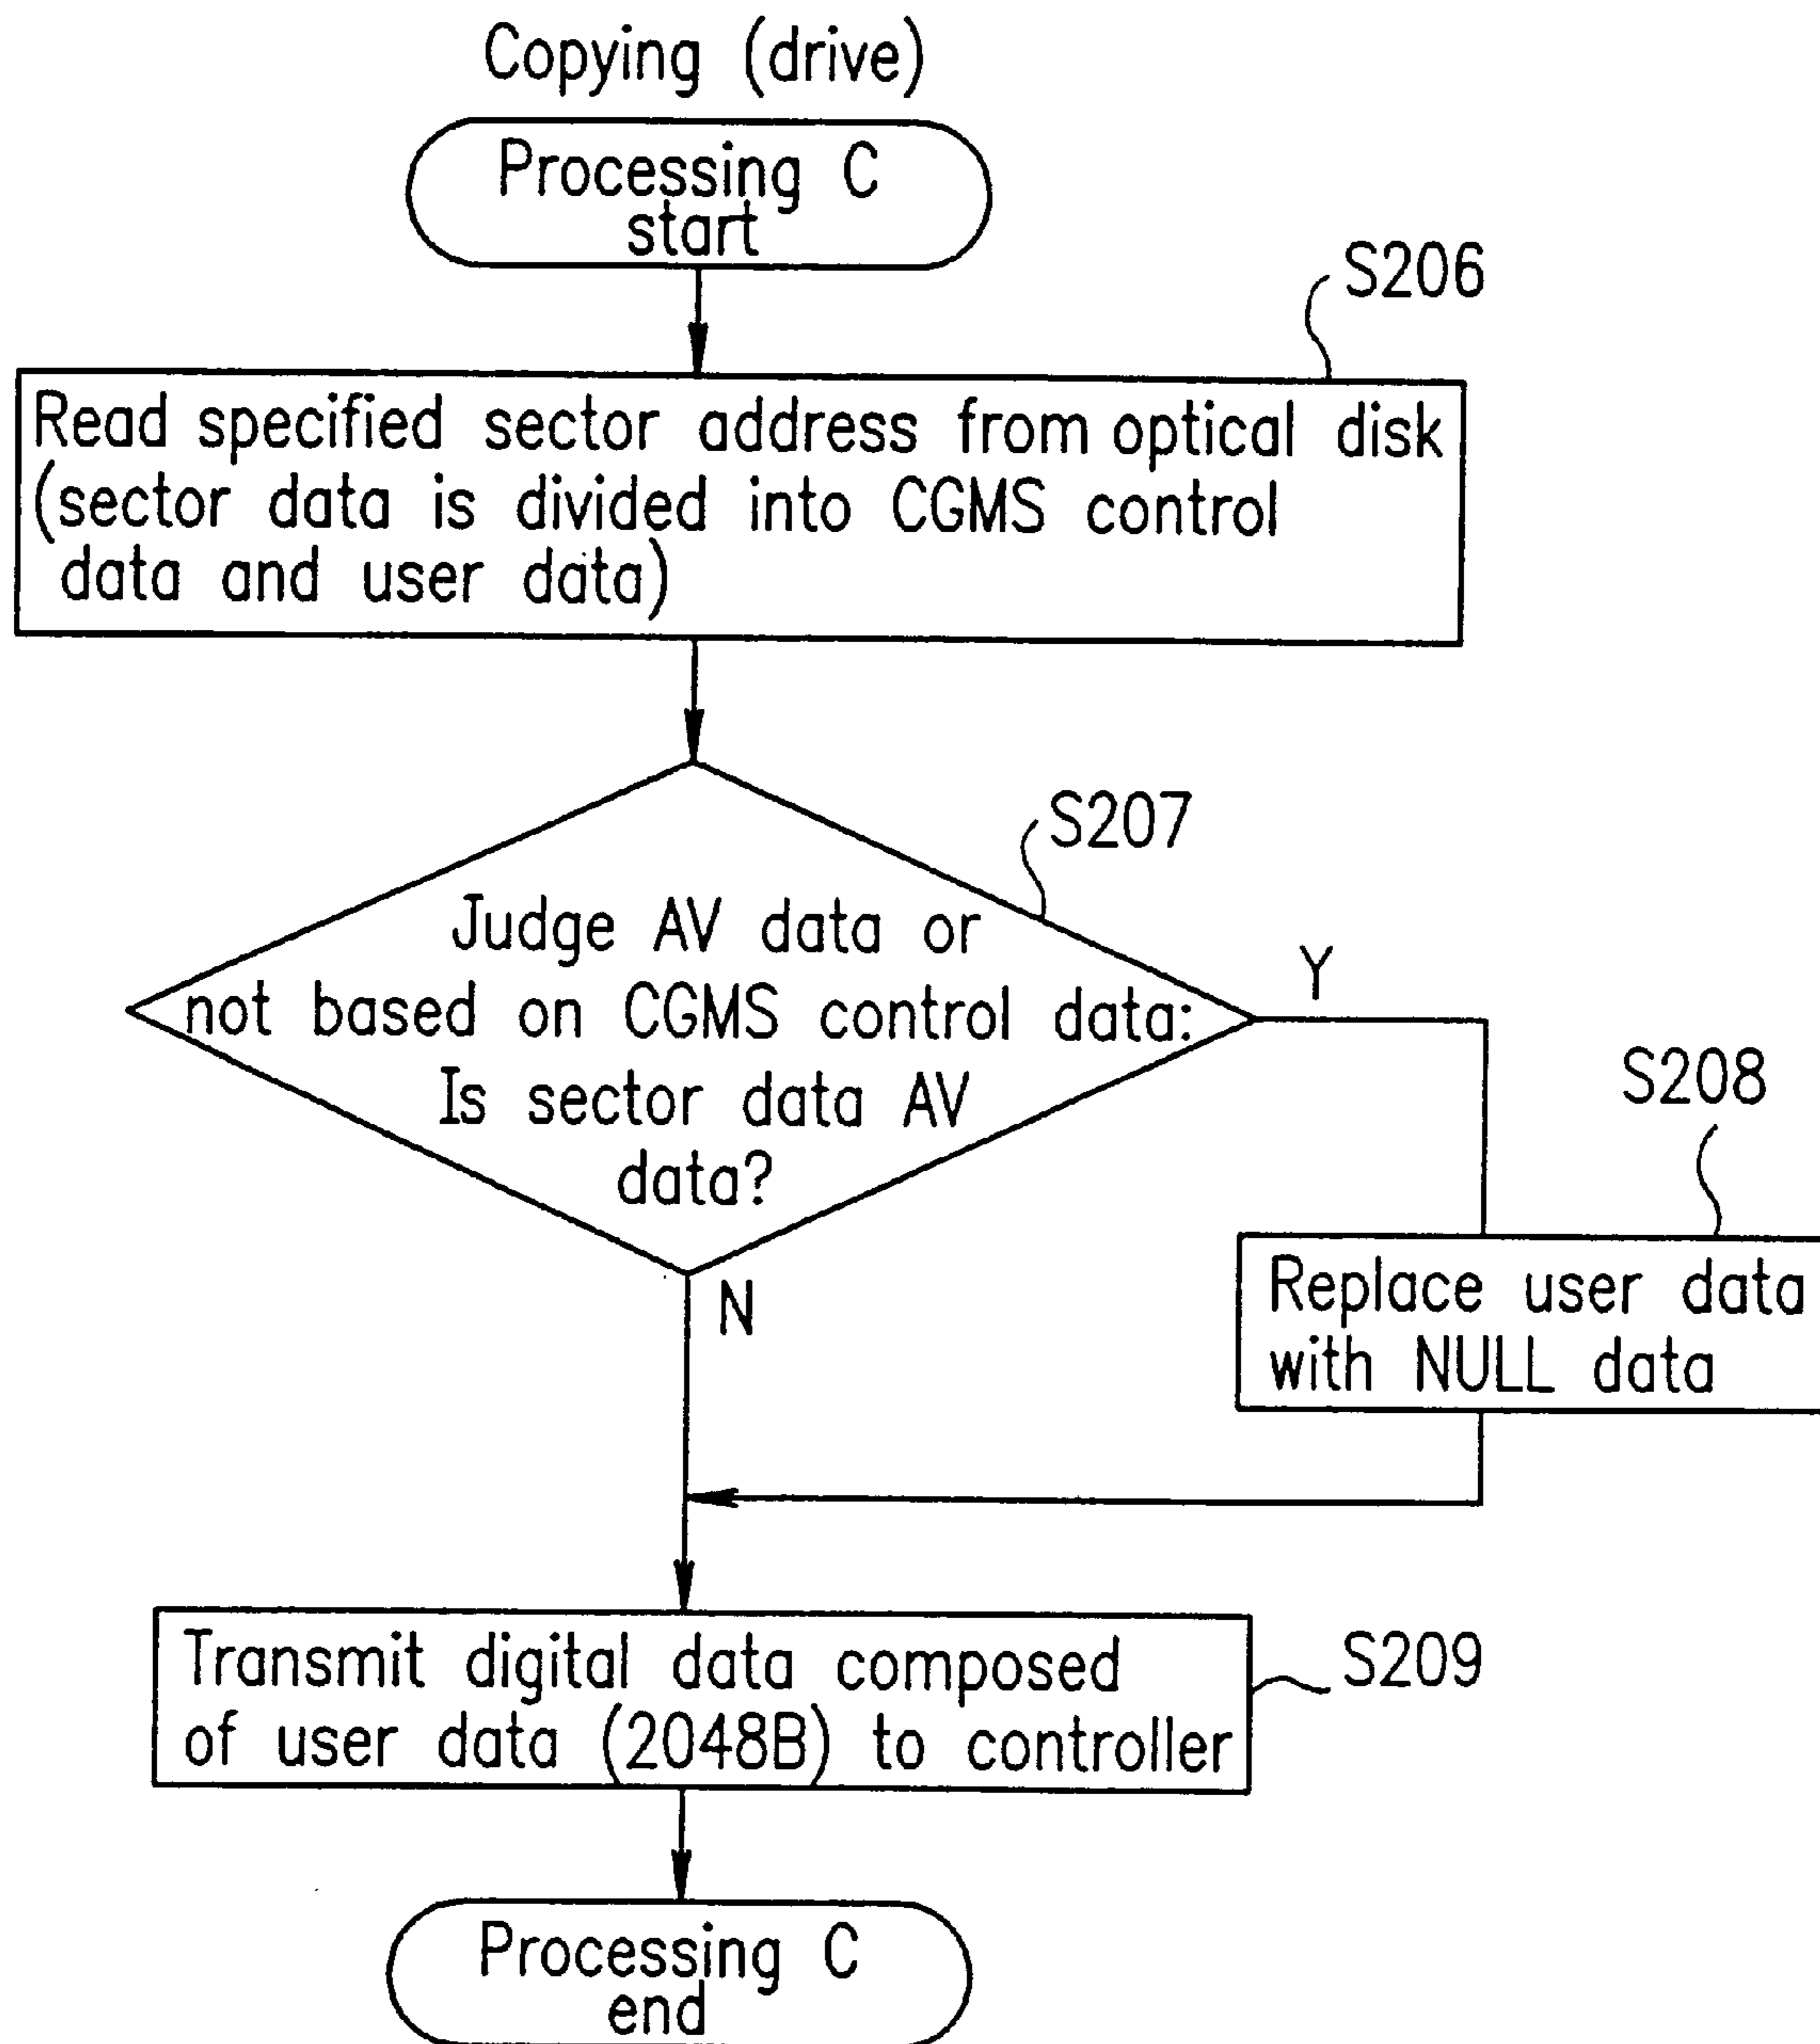 Copying (drive)
Processing C
start
S206
Read specified sector address from optical disk
(sector data is divided into CGMS control
data and user data)
S207
Judge AV data or
not based on CGMS control data:
Is sector data AV
data?
Y
S208
Replace user data
with NULL data
N
Transmit digital data composed
of user data (2048B) to controller
S209
Processing C
end